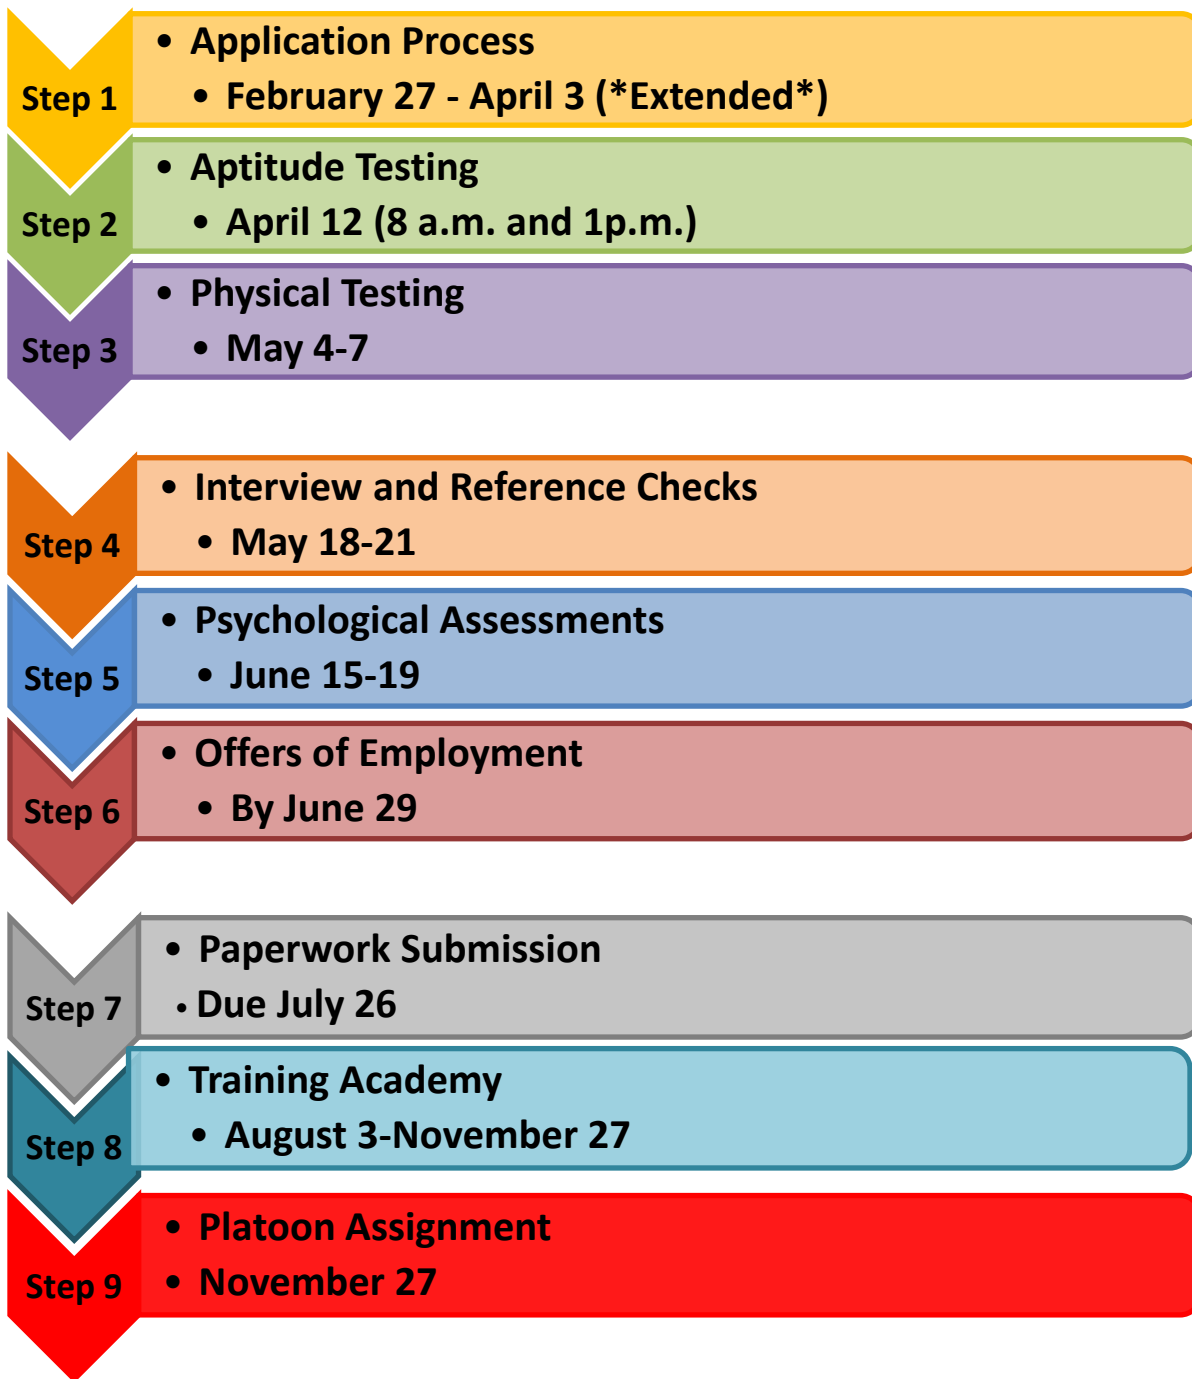 Step 1
• Application Process
• February 27 - April 3 (*Extended*)
Step 2
• Aptitude Testing
• April 12 (8 a.m. and 1p.m.)
Step 3
• Physical Testing
• May 4-7
Step 4
• Interview and Reference Checks
• May 18-21
Step 5
• Psychological Assessments
• June 15-19
Step 6
• Offers of Employment
• By June 29
Step 7
• Paperwork Submission
• Due July 26
Step 8
• Training Academy
• August 3-November 27
Step 9
• Platoon Assignment
• November 27